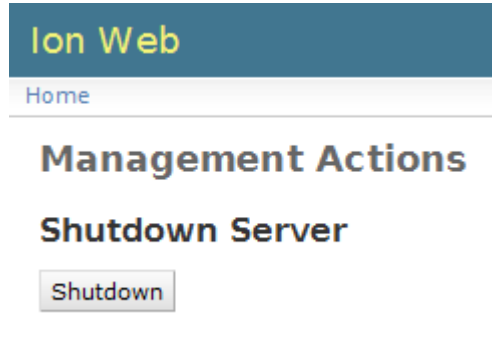 Ion Web
Home
Management Actions
Shutdown Server
Shutdown